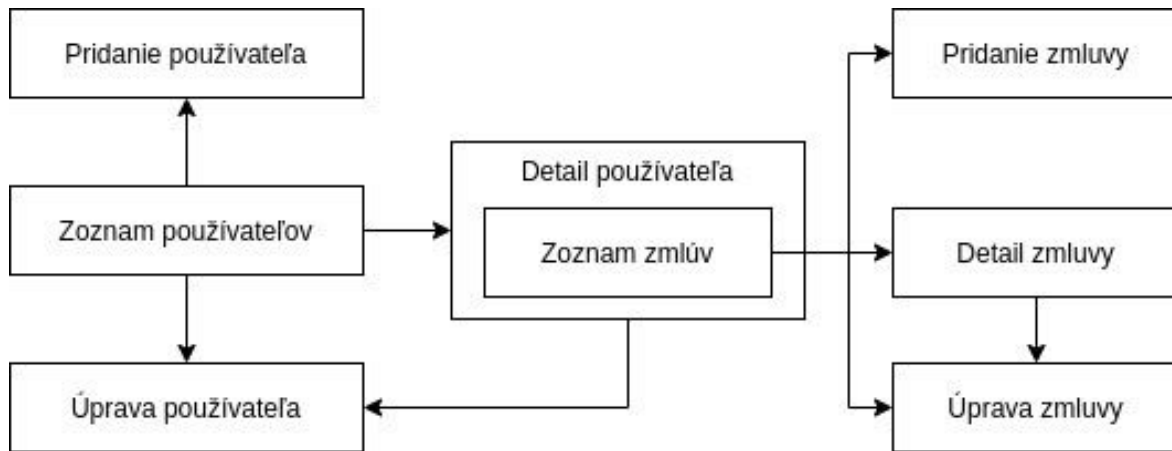 Pridanie používateľa
Pridanie zmluvy
Detail používateľa
Zoznam používateľov
Zoznam zmlúv
Detail zmluvy
Úprava používateľa
Úprava zmluvy